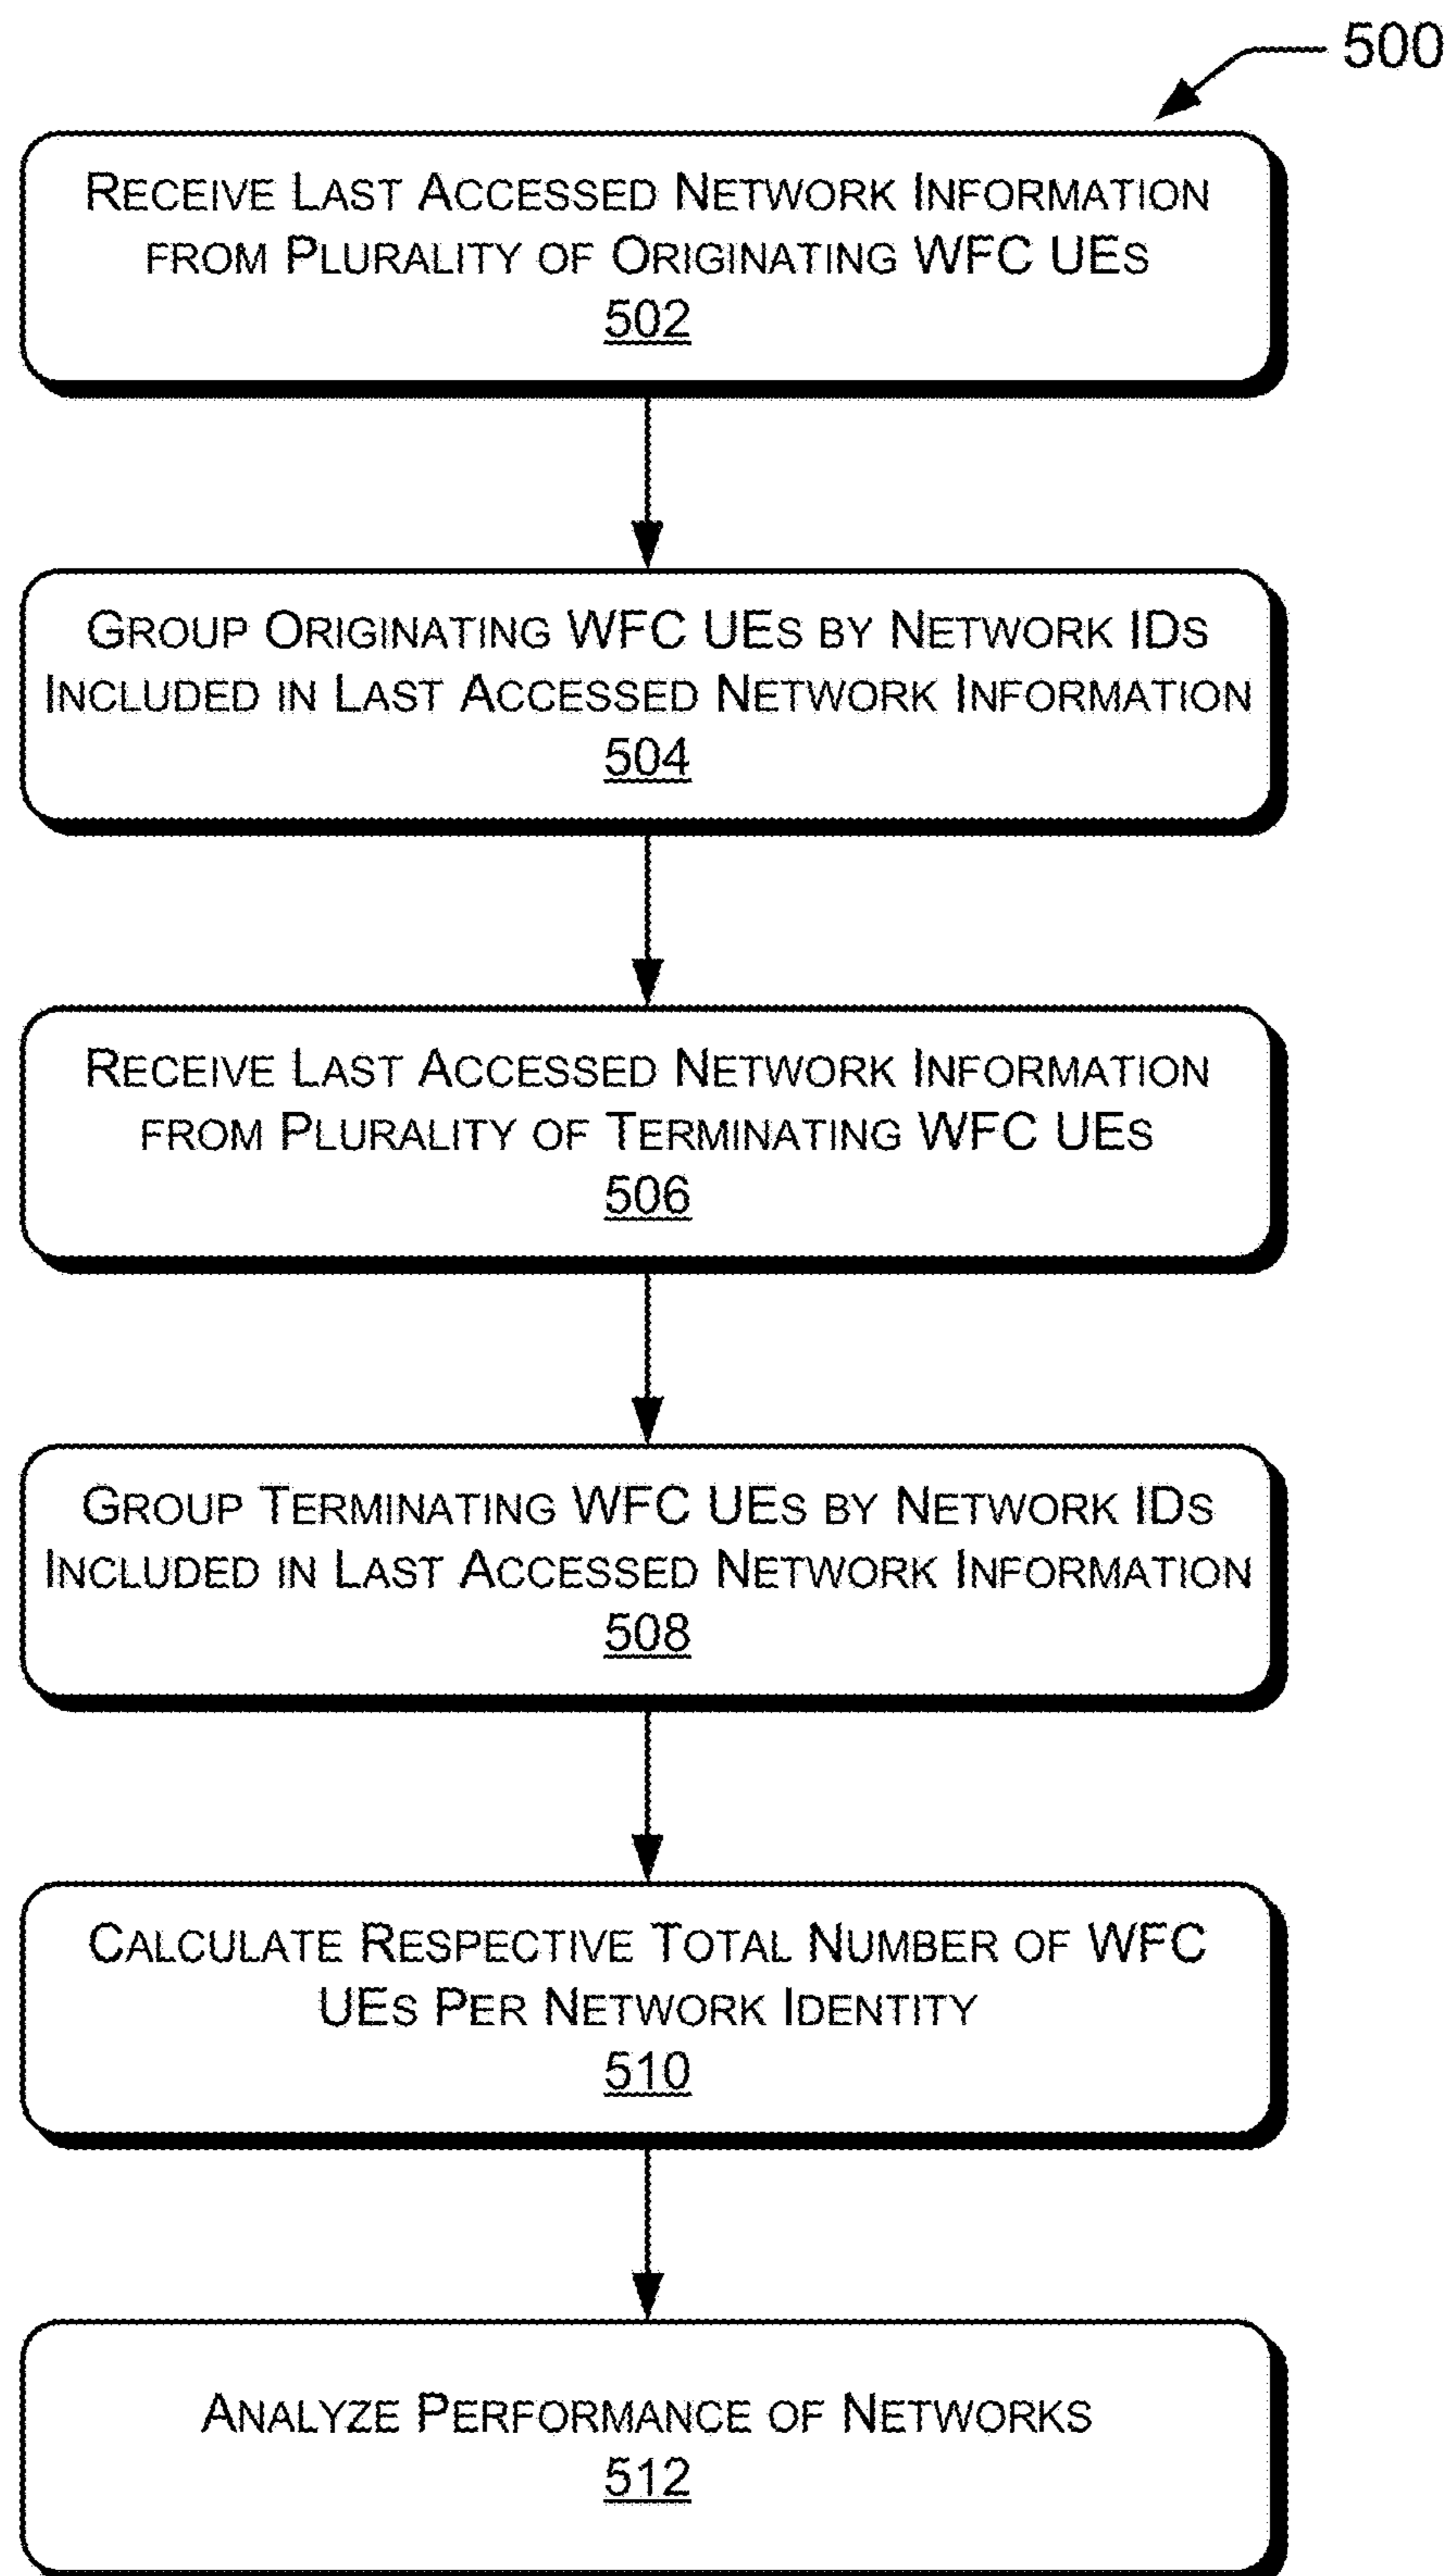 500
RECEIVE LAST ACCESSED NETWORK INFORMATION
FROM PLURALITY OF ORIGINATING WFC UES
502
GROUP ORIGINATING WFC UES BY NETWORK IDS
INCLUDED IN LAST ACCESSED NETWORK INFORMATION
504
RECEIVE LAST ACCESSED NETWORK INFORMATION
FROM PLURALITY OF TERMINATING WFC UES
506
GROUP TERMINATING WFC UES BY NETWORK IDS
INCLUDED IN LAST ACCESSED NETWORK INFORMATION
508
CALCULATE RESPECTIVE TOTAL NUMBER OF WFC
UES PER NETWORK IDENTITY
510
ANALYZE PERFORMANCE OF NETWORKS
512